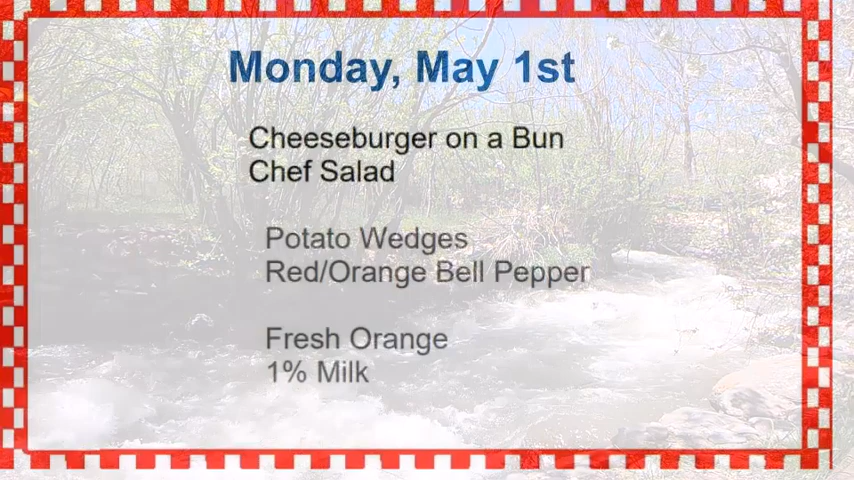 Monday, May 1st
Cheeseburger on a Bun
Chef Salad
Potato Wedges
Red/Orange Bell Pepper
Fresh Orange
1% Milk